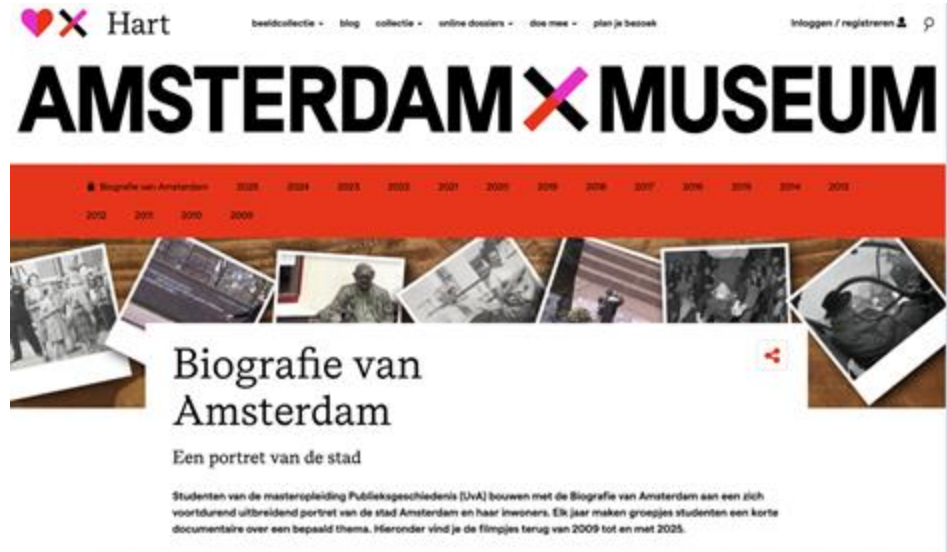 Hart
beeldcollectie blog collectie online dossiers doe mee plan je bezoek Inloggen / registreren
AMSTERDAM MUSEUM
Biografie van Amsterdam 2025 2024 2023 2022 2021 2020 2019 2018 2017 2016 2015 2014 2013
2012 2011 2010 2009
Biografie van
Amsterdam
Een portret van de stad
Studenten van de masteropleiding Publieksgeschiedenis (UvA) bouwen met de Biografie van Amsterdam aan een zich
voortdurend uitbreidend portret van de stad Amsterdam en haar inwoners. Elk jaar maken groepjes studenten een korte
documentaire over een bepaald thema. Hieronder vind je de filmpjes terug van 2009 tot en met 2025.